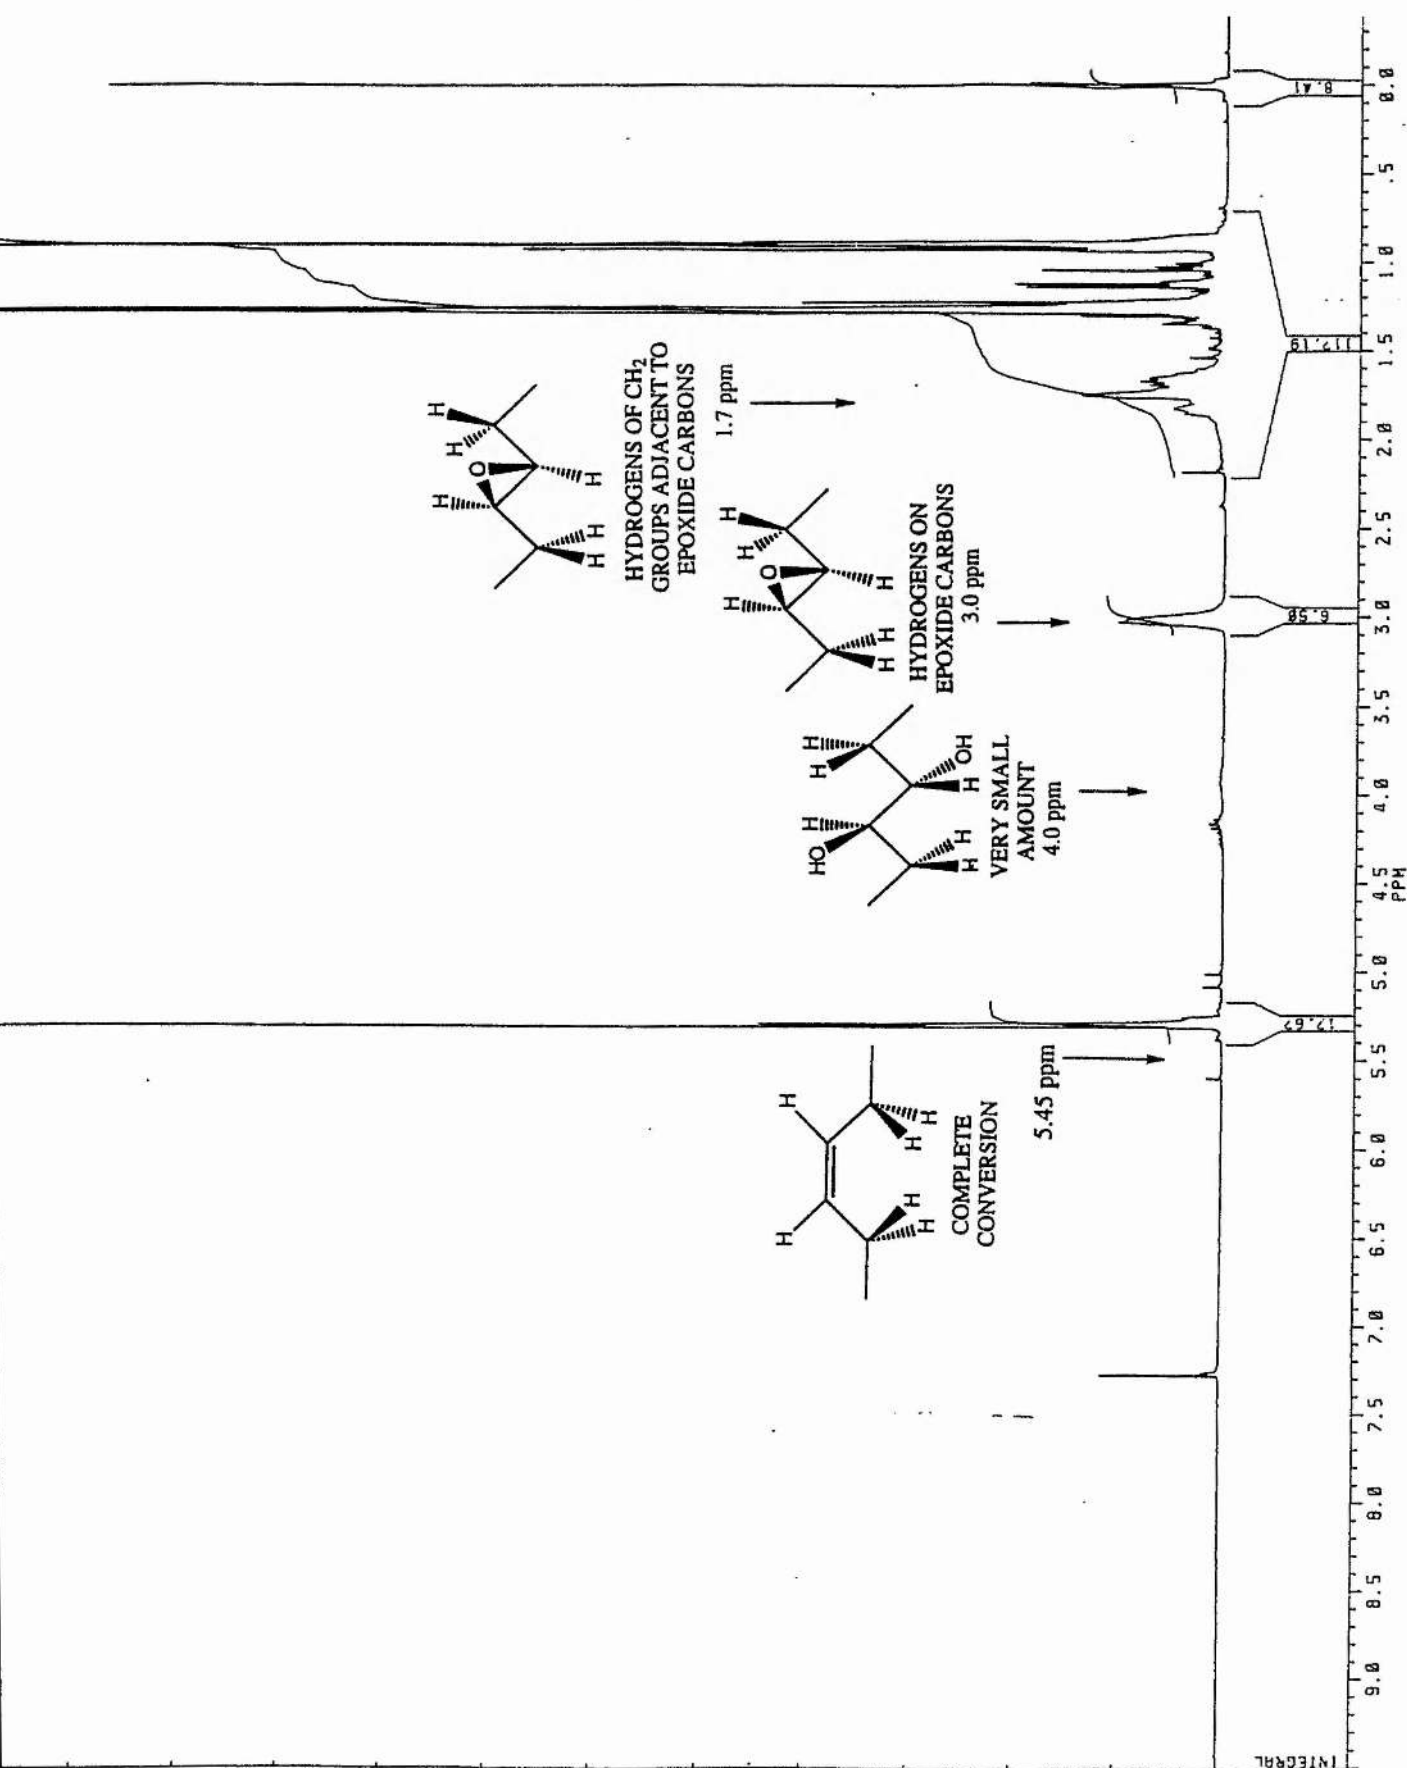 HYDROGENS OF CH₂
GROUPS ADJACENT TO
EPOXIDE CARBONS
1.7 ppm
H
H
O
H
H
H
H
HYDROGENS ON
EPOXIDE CARBONS
3.0 ppm
H
H
O
H
H
H
H
VERY SMALL
AMOUNT
4.0 ppm
HO
H
H
H
H
H
H
OH
COMPLETE
CONVERSION
5.45 ppm
H
H
H
H
H
H
INTEGRAL
17.67
6.50
117.19
8.41
9.0 8.5 8.0 7.5 7.0 6.5 6.0 5.5 5.0 4.5 4.0 3.5 3.0 2.5 2.0 1.5 1.0 .5 0.0
PPM